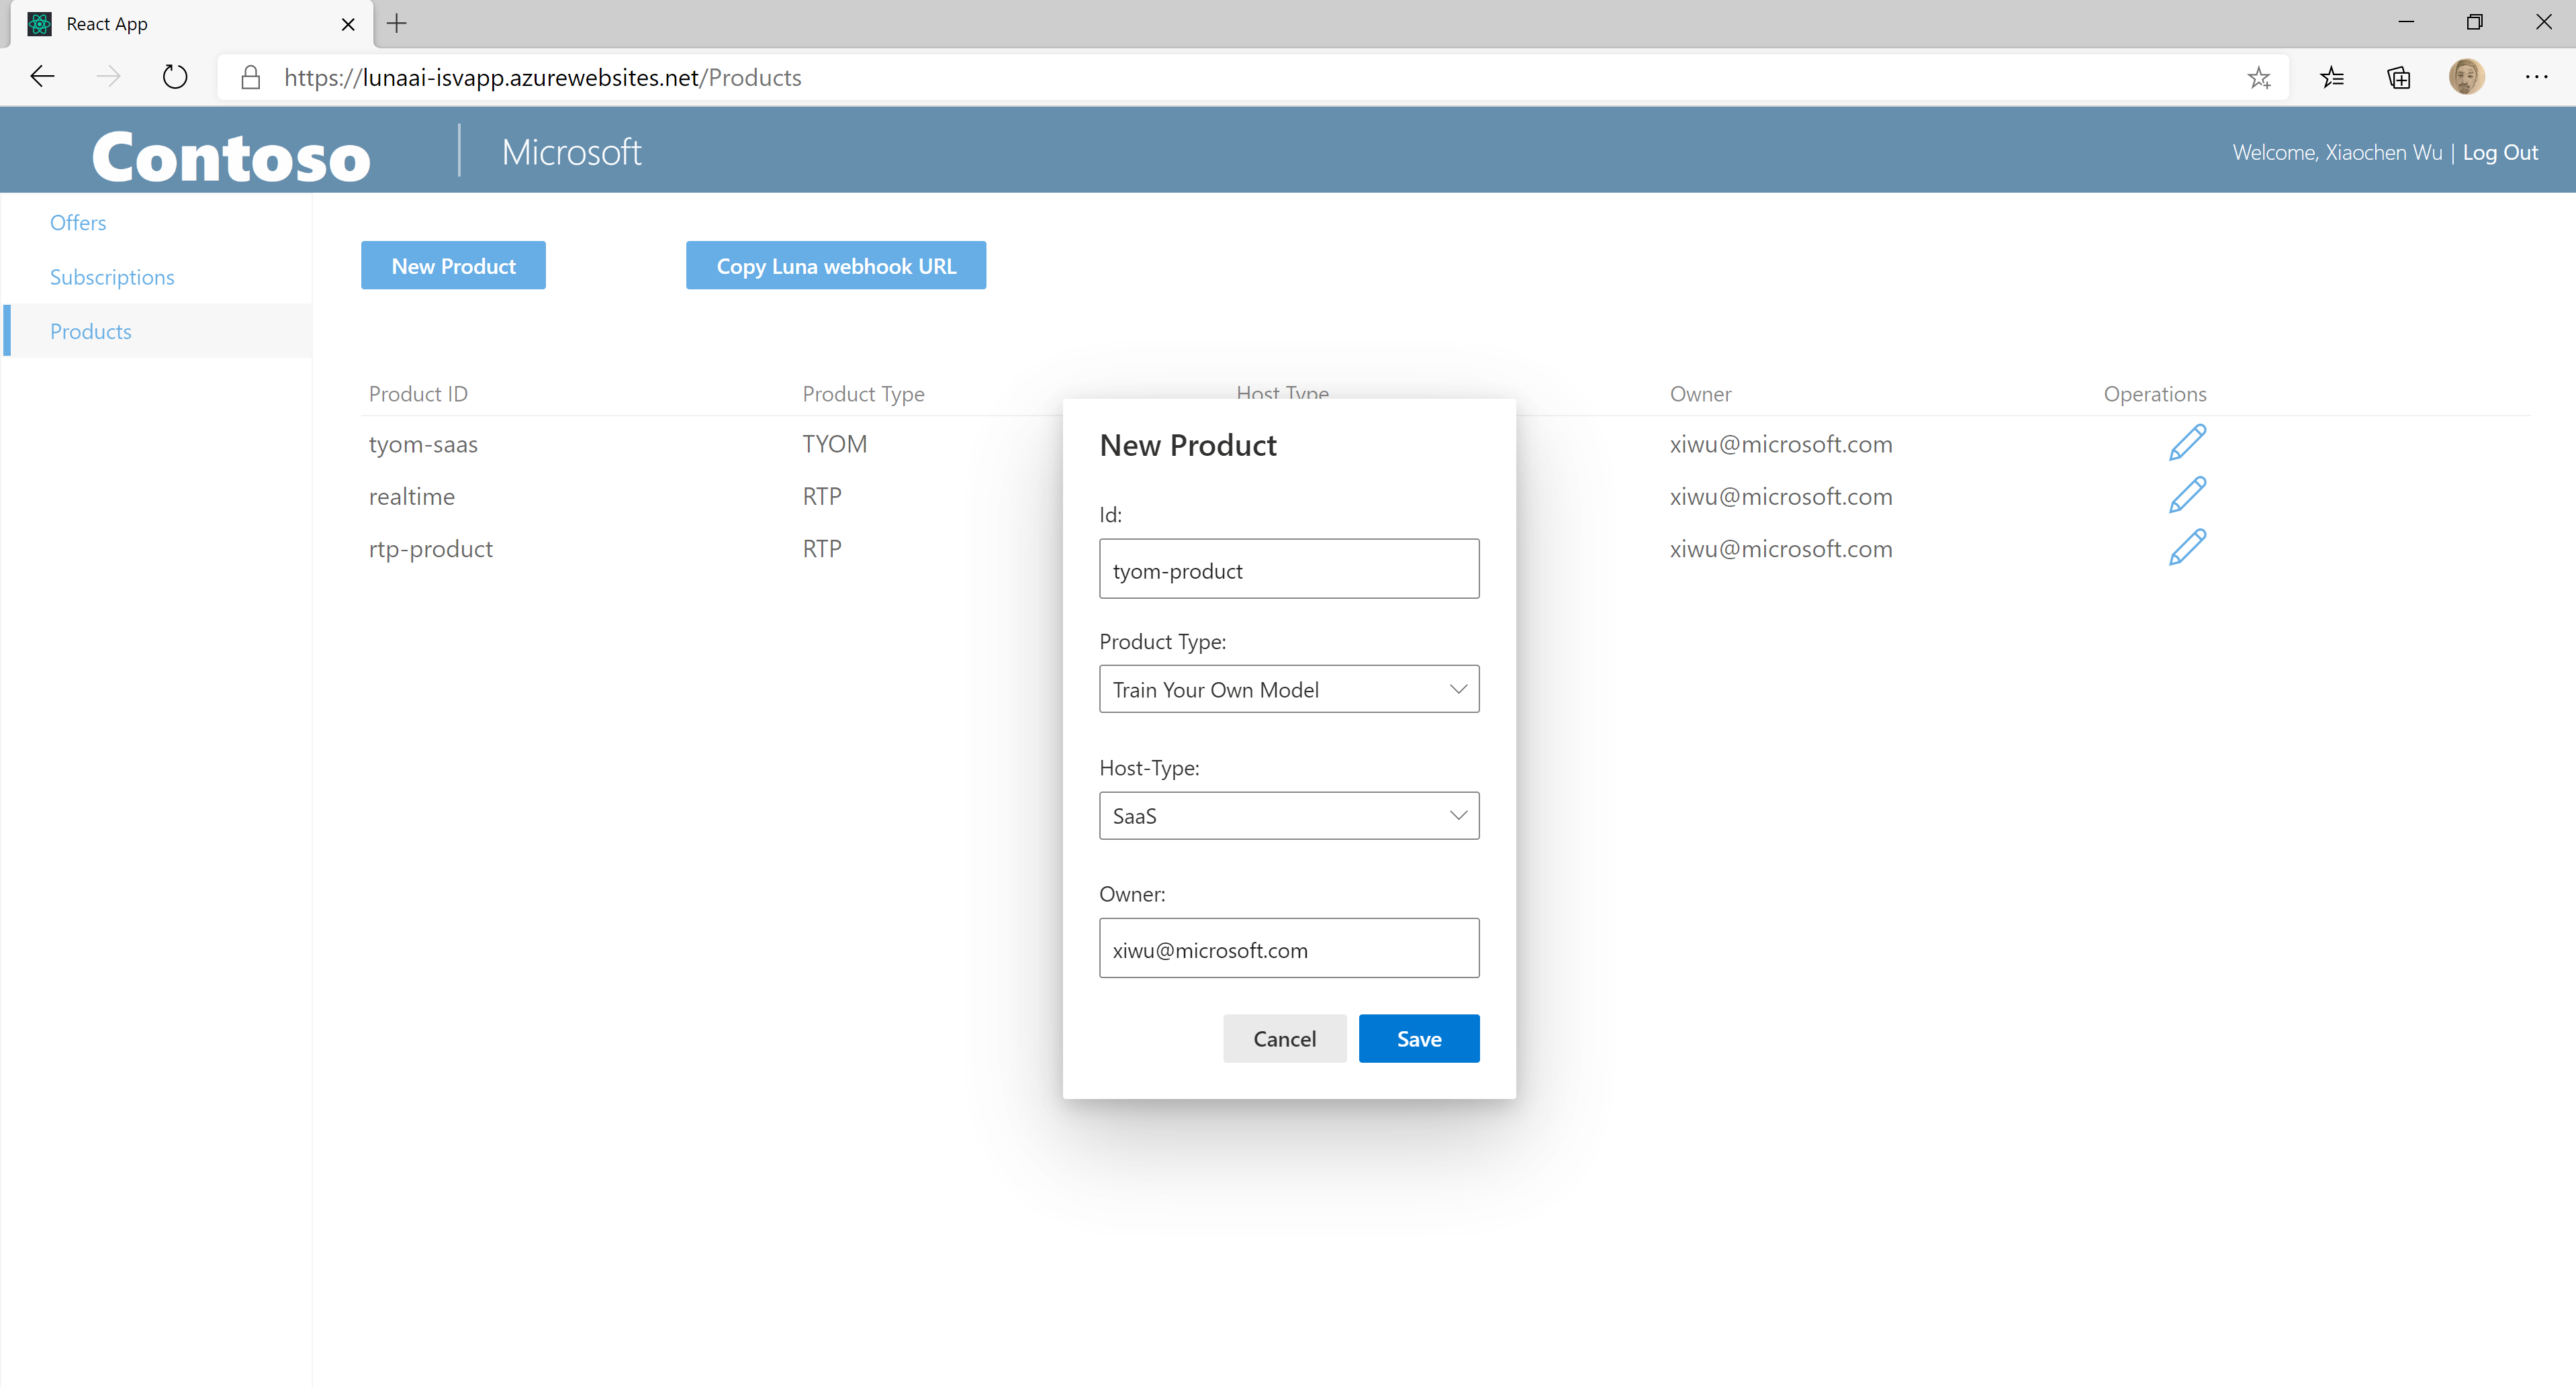 React App
https://lunaai-isvapp.azurewebsites.net/Products
Contoso
Microsoft
Welcome, Xiaochen Wu | Log Out
Offers
Subscriptions
Products
New Product
Copy Luna webhook URL
Product ID Product Type Host Type Owner Operations
tyom-saas TYOM xiwu@microsoft.com
realtime RTP xiwu@microsoft.com
rtp-product RTP xiwu@microsoft.com
New Product
Id:
tyom-product
Product Type:
Train Your Own Model
Host-Type:
SaaS
Owner:
xiwu@microsoft.com
Cancel
Save